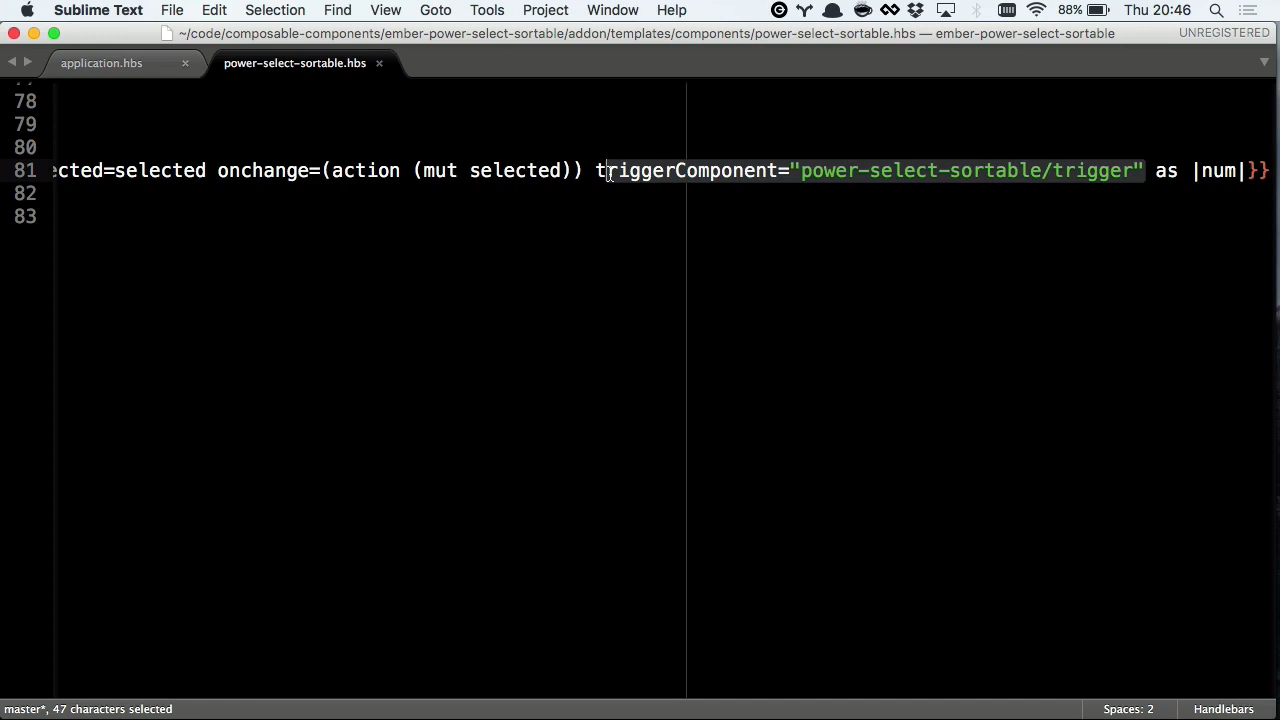 Sublime Text File Edit Selection Find View Goto Tools Project Window Help 88% Thu 20:46
~/code/composable-components/ember-power-select-sortable/addon/templates/components/power-select-sortable.hbs — ember-power-select-sortable UNREGISTERED
application.hbs × power-select-sortable.hbs ×
78
79
80
81 ected=selected onchange=(action (mut selected)) triggerComponent="power-select-sortable/trigger" as |num|}}
82
83
master*, 47 characters selected Spaces: 2 Handlebars